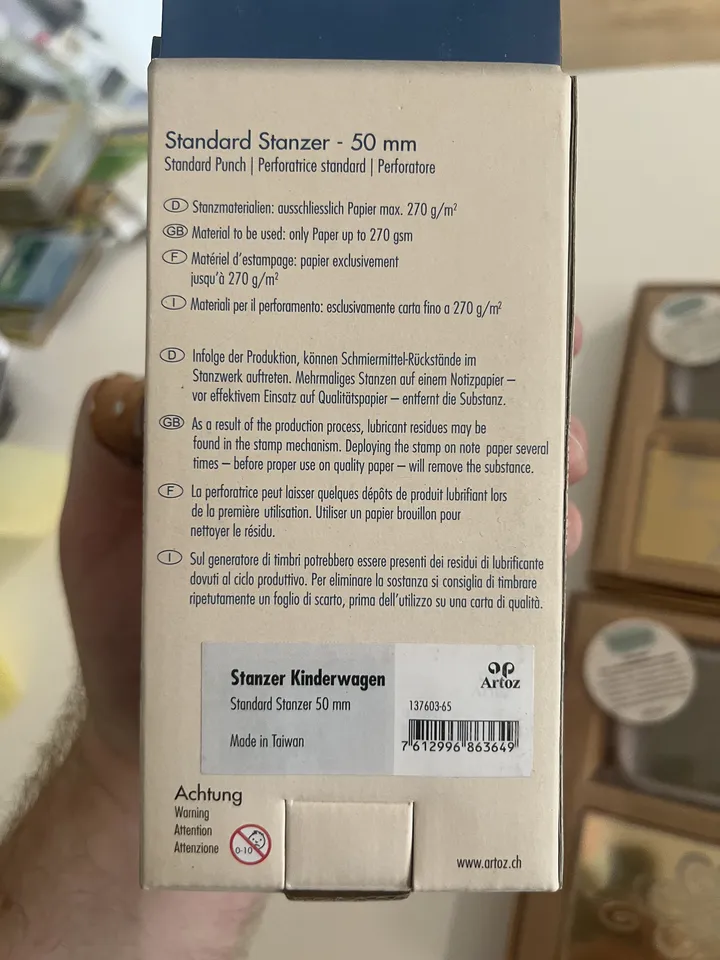 Standard Stanzer - 50 mm
Standard Punch | Perforatrice standard | Perforatore
D Stanzmaterialien: ausschliesslich Papier max. 270 g/m²
GB Material to be used: only Paper up to 270 gsm
F Matériel d'estampage: papier exclusivement
jusqu'à 270 g/m²
I Materiali per il perforamento: esclusivamente carta fino a 270 g/m²
D Infolge der Produktion, können Schmiermittel-Rückstände im
Stanzwerk auftreten. Mehrmaliges Stanzen auf einem Notizpapier –
vor effektivem Einsatz auf Qualitätspapier – entfernt die Substanz.
GB As a result of the production process, lubricant residues may be
found in the stamp mechanism. Deploying the stamp on note paper several
times – before proper use on quality paper – will remove the substance.
F La perforatrice peut laisser quelques dépôts de produit lubrifiant lors
de la première utilisation. Utiliser un papier brouillon pour
nettoyer le résidu.
I Sul generatore di timbri potrebbero essere presenti dei residui di lubrificante
dovuti al ciclo produttivo. Per eliminare la sostanza si consiglia di timbrare
ripetutamente un foglio di scarto, prima dell'utilizzo su una carta di qualità.
Stanzer Kinderwagen
Standard Stanzer 50 mm
Made in Taiwan
Artoz
137603-65
7 612996 863649
Achtung
Warning
Attention
Attenzione
0-10
www.artoz.ch